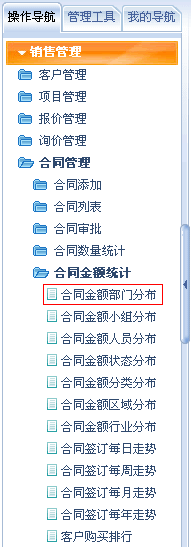 操作导航 管理工具 我的导航
销售管理
客户管理
项目管理
报价管理
询价管理
合同管理
合同添加
合同列表
合同审批
合同数量统计
合同金额统计
合同金额部门分布
合同金额小组分布
合同金额人员分布
合同金额状态分布
合同金额分类分布
合同金额区域分布
合同金额行业分布
合同签订每日走势
合同签订每周走势
合同签订每月走势
合同签订每年走势
客户购买排行